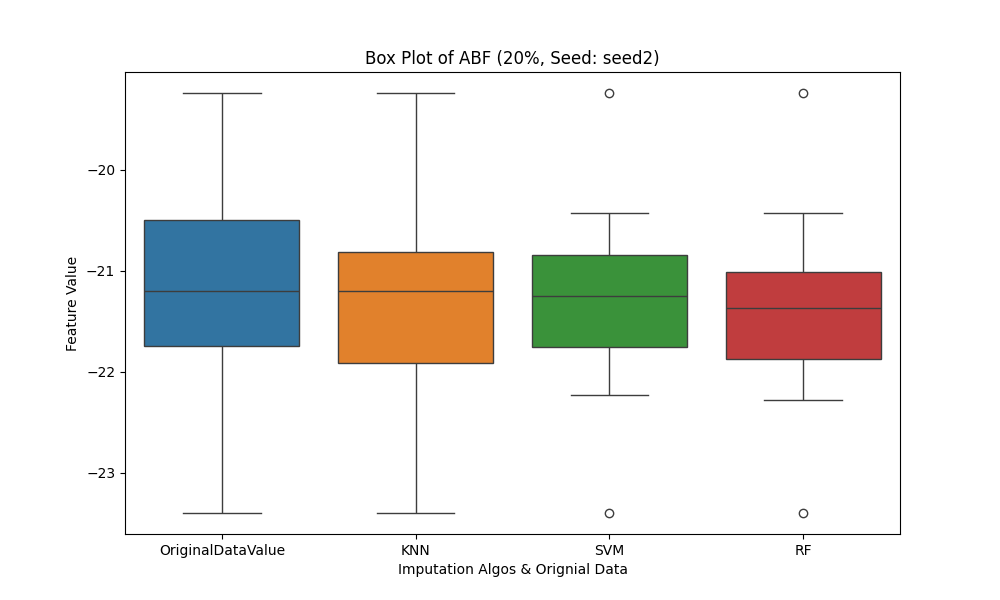 Box Plot of ABF (20%, Seed: seed2)
Feature Value
−20
−21
−22
−23
OriginalDataValue KNN SVM RF
Imputation Algos & Orignial Data